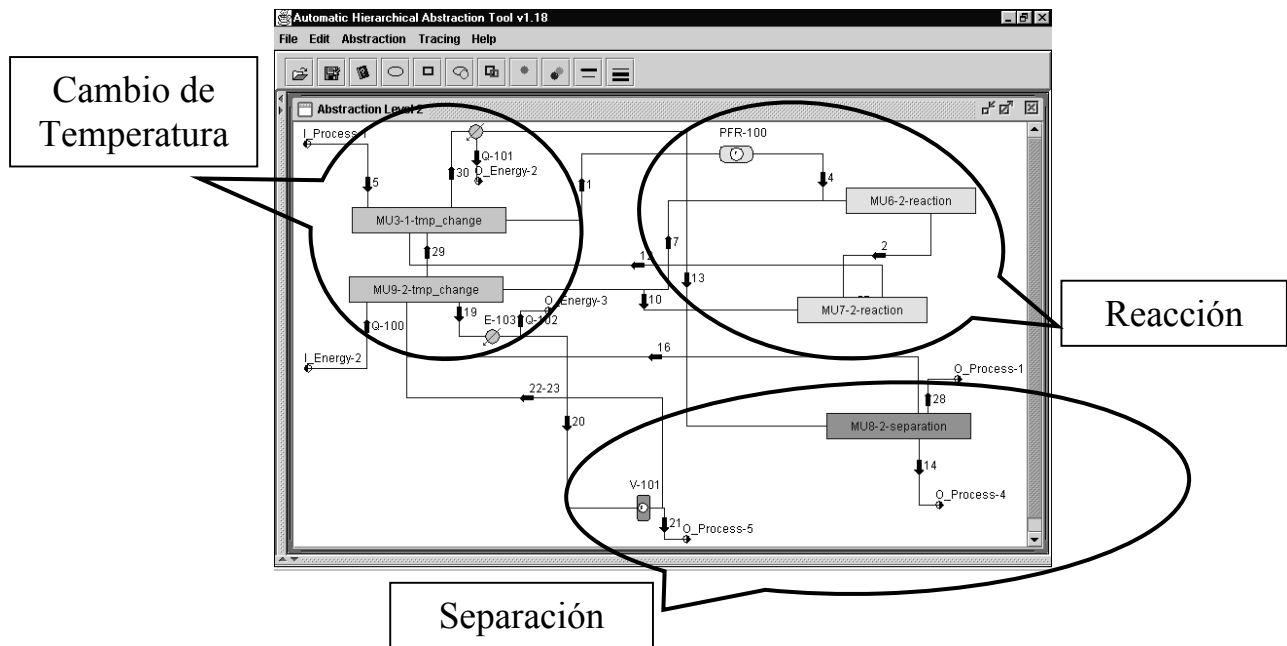 Automatic Hierarchical Abstraction Tool v1.18
File Edit Abstraction Tracing Help
Cambio de
Temperatura
Abstraction Level 2
I_Process-1
PFR-100
Q-101
O_Energy-2
5
30
1
4
MU3-1-tmp_change
MU6-2-reaction
29
12
7
2
13
MU9-2-tmp_change
10
O_Energy-3
MU7-2-reaction
19
E-103
Q-102
Q-100
Reacción
I_Energy-2
16
O_Process-1
22-23
28
20
MU8-2-separation
14
V-101
O_Process-4
21
O_Process-5
Separación